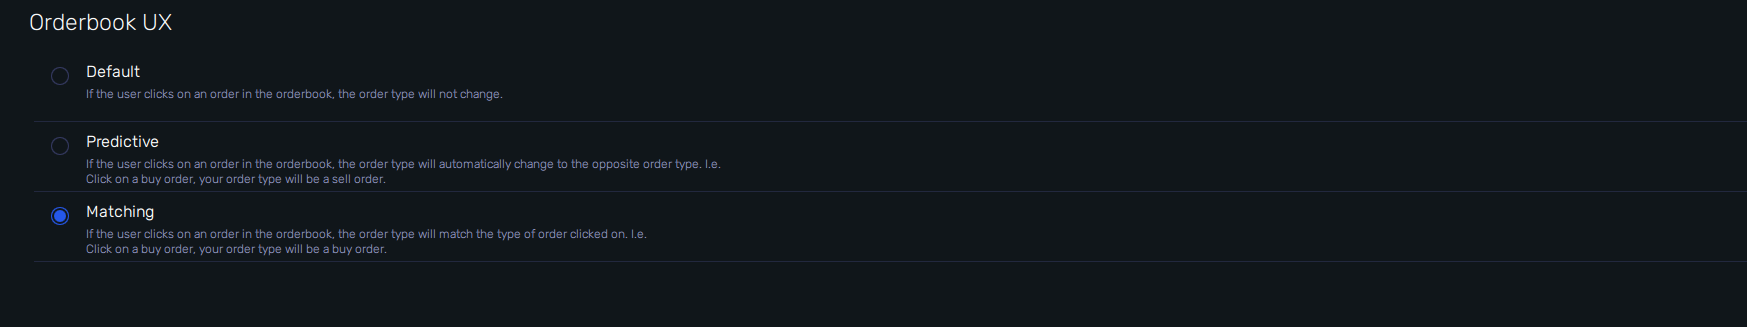 Orderbook UX
Default
If the user clicks on an order in the orderbook, the order type will not change.
Predictive
If the user clicks on an order in the orderbook, the order type will automatically change to the opposite order type. I.e.
Click on a buy order, your order type will be a sell order.
Matching
If the user clicks on an order in the orderbook, the order type will match the type of order clicked on. I.e.
Click on a buy order, your order type will be a buy order.